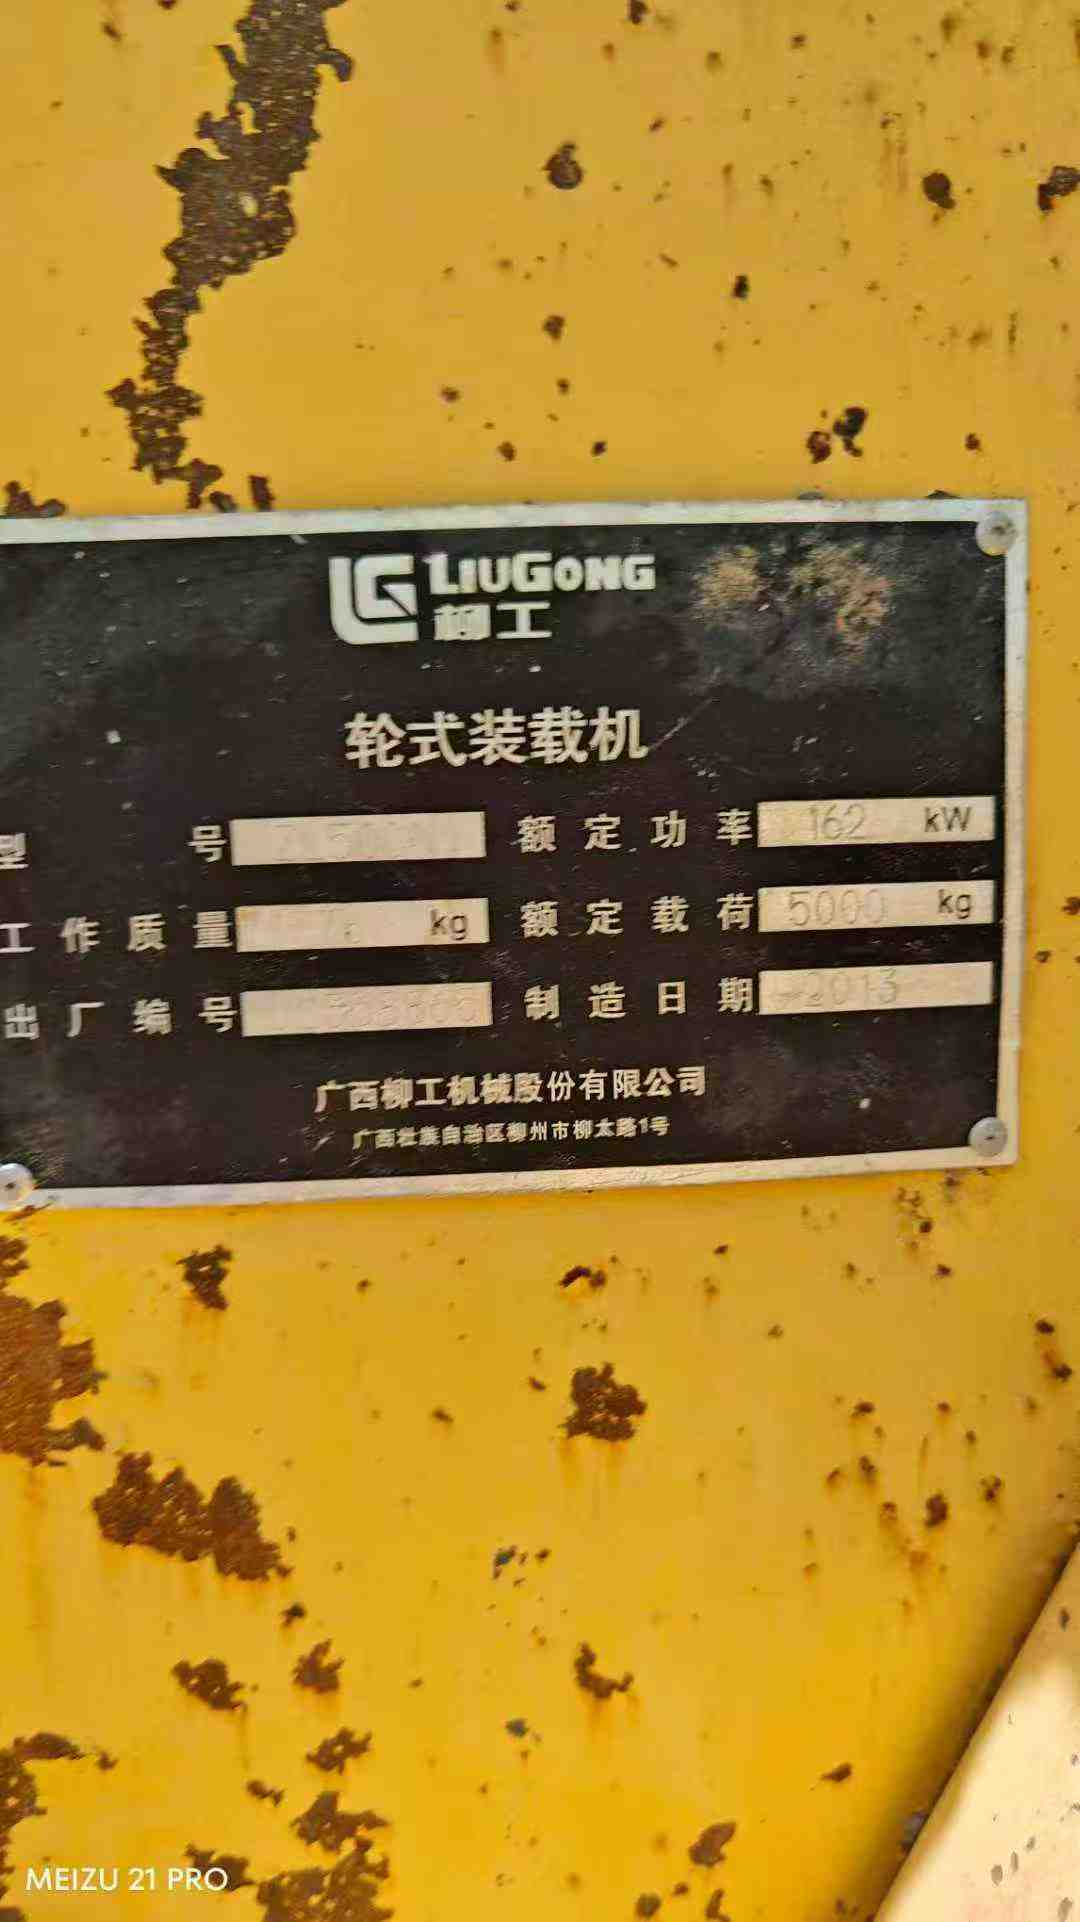 LG LIUGONG
柳工
轮式装载机
型号 额定功率 162 kW
工作质量 kg 额定载荷 5000 kg
出厂编号 制造日期 2013
广西柳工机械股份有限公司
广西壮族自治区柳州市柳太路1号
MEIZU 21 PRO